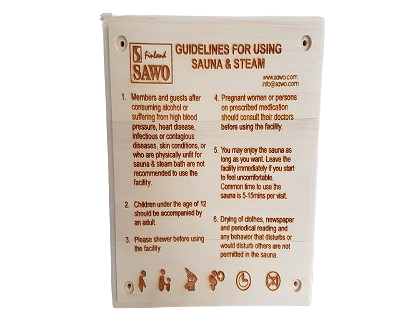 S
Finland
SAWO
GUIDELINES FOR USING
SAUNA & STEAM
www.sawo.com
info@sawo.com
1. Members and guests after
consuming alcohol or
suffering from high blood
pressure, heart disease,
infectious or contagious
diseases, skin conditions, or
who are physically unfit for
sauna & steam bath are not
recommended to use the
facility.
2. Children under the age of 12
should be accompanied by
an adult.
3. Please shower before using
the facility.
4. Pregnant women or persons
on prescribed medication
should consult their doctors
before using the facility.
5. You may enjoy the sauna as
long as you want. Leave the
facility immediately if you start
to feel uncomfortable.
Common time to use the
sauna is 5-15mins per visit.
6. Drying of clothes, newspaper
and periodical reading and
any behavior that disturbs or
would disturb others are not
permitted in the sauna.